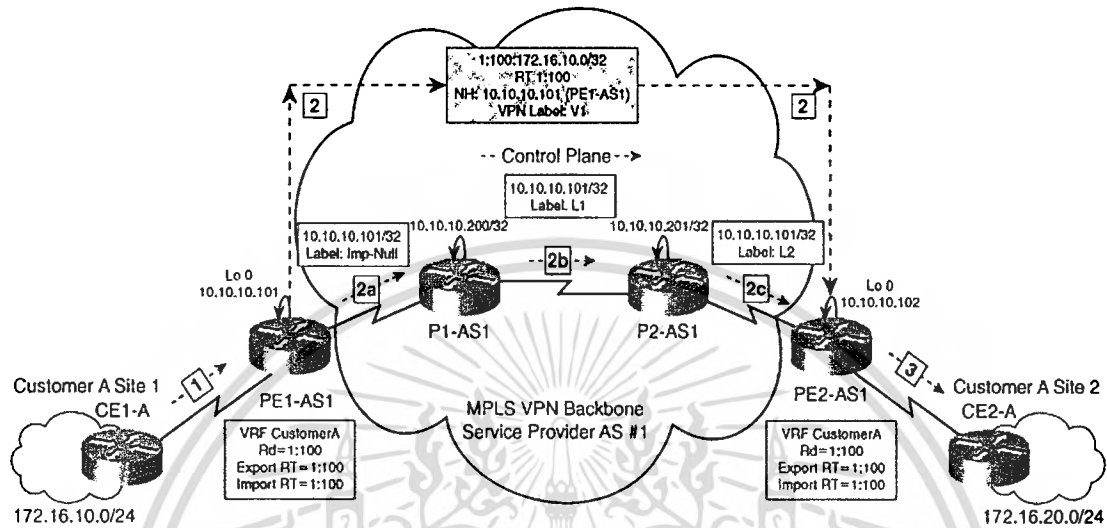 1:100:172.16.10.0/32
RT 1:100
NH: 10.10.10.101 (PE1-AS1)
VPN Label: V1
2
2
Control Plane
10.10.10.101/32
Label: L1
10.10.10.200/32
10.10.10.201/32
10.10.10.101/32
Label: Imp-Null
10.10.10.101/32
Label: L2
2a
2b
2c
Lo 0
10.10.10.101
Lo 0
10.10.10.102
P1-AS1
P2-AS1
1
3
Customer A Site 1
CE1-A
PE1-AS1
MPLS VPN Backbone
Service Provider AS #1
PE2-AS1
Customer A Site 2
CE2-A
VRF CustomerA
Rd=1:100
Export RT=1:100
Import RT=1:100
VRF CustomerA
Rd=1:100
Export RT=1:100
Import RT=1:100
172.16.10.0/24
172.16.20.0/24